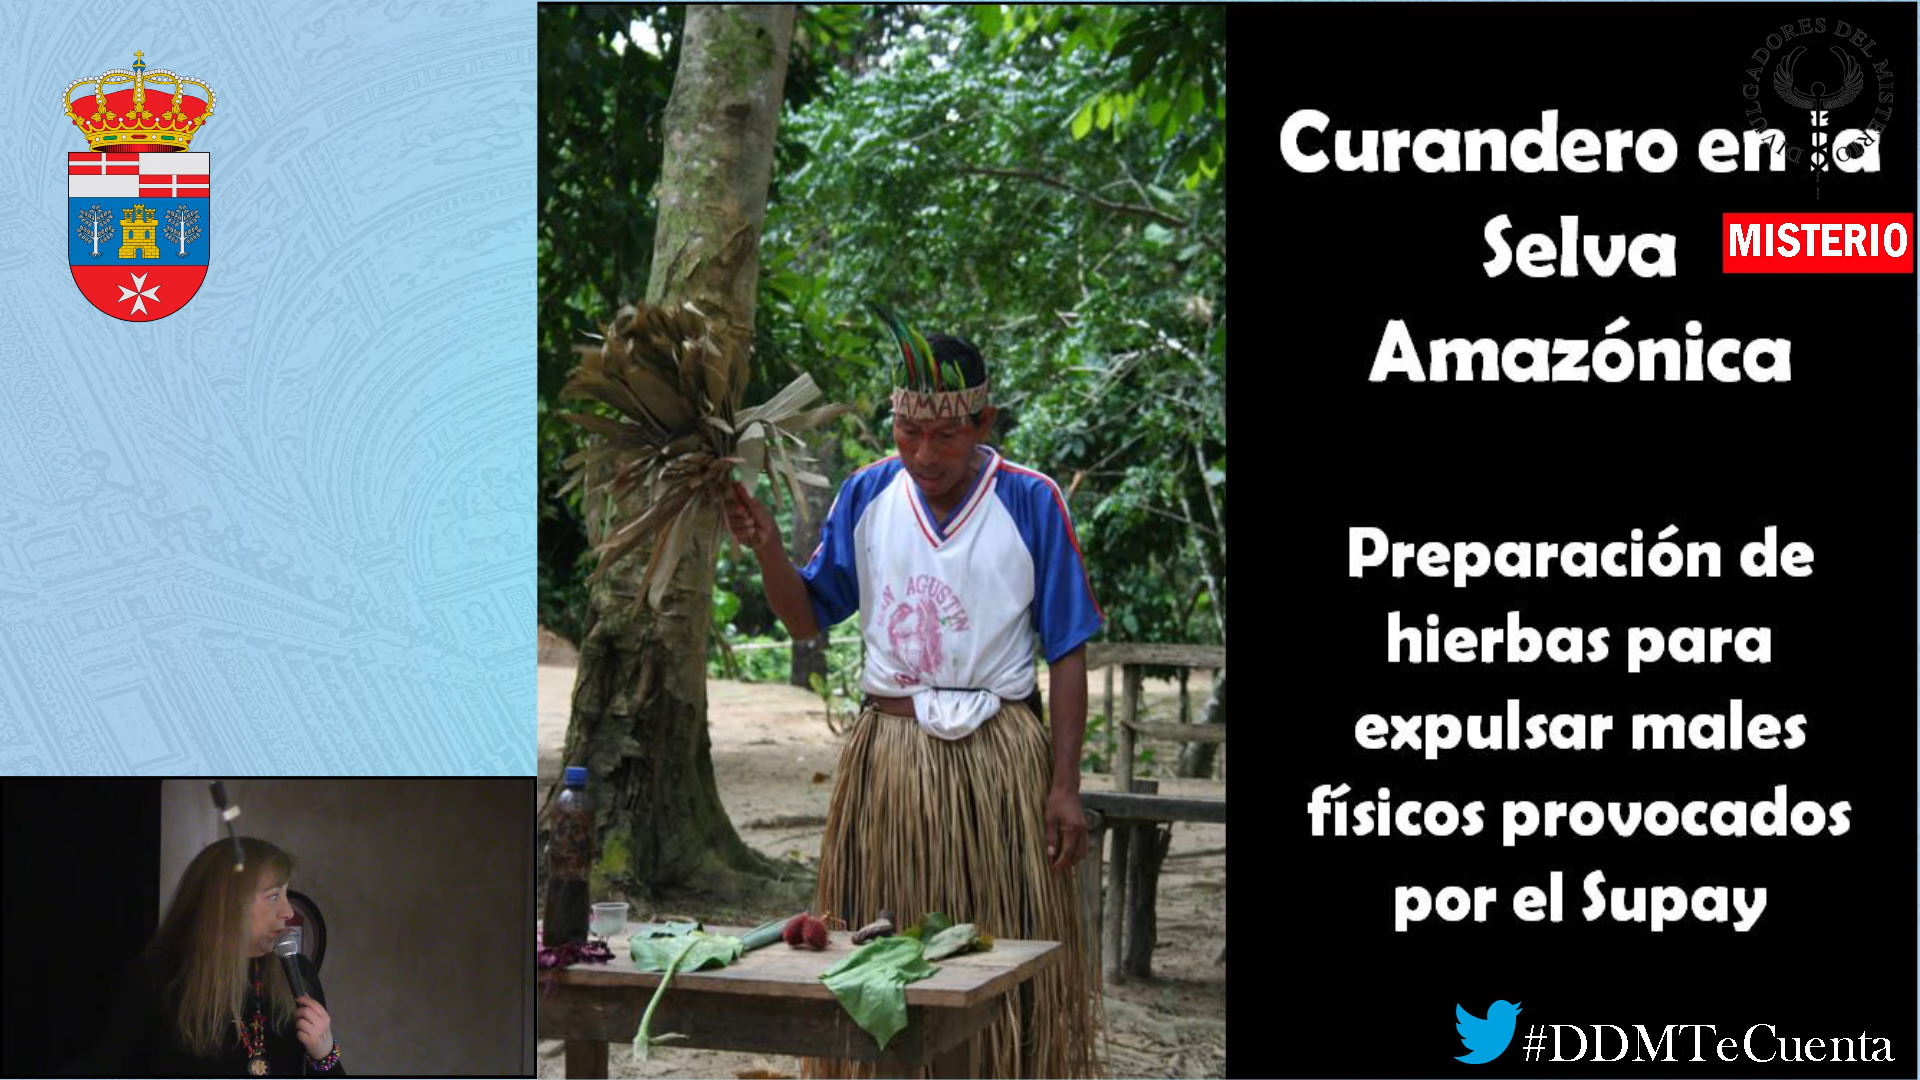 DIVULGADORES DEL MISTERIO
Curandero en la
Selva
MISTERIO
Amazónica
Preparación de
hierbas para
expulsar males
físicos provocados
por el Supay
#DDMTeCuenta
AGUSTIN